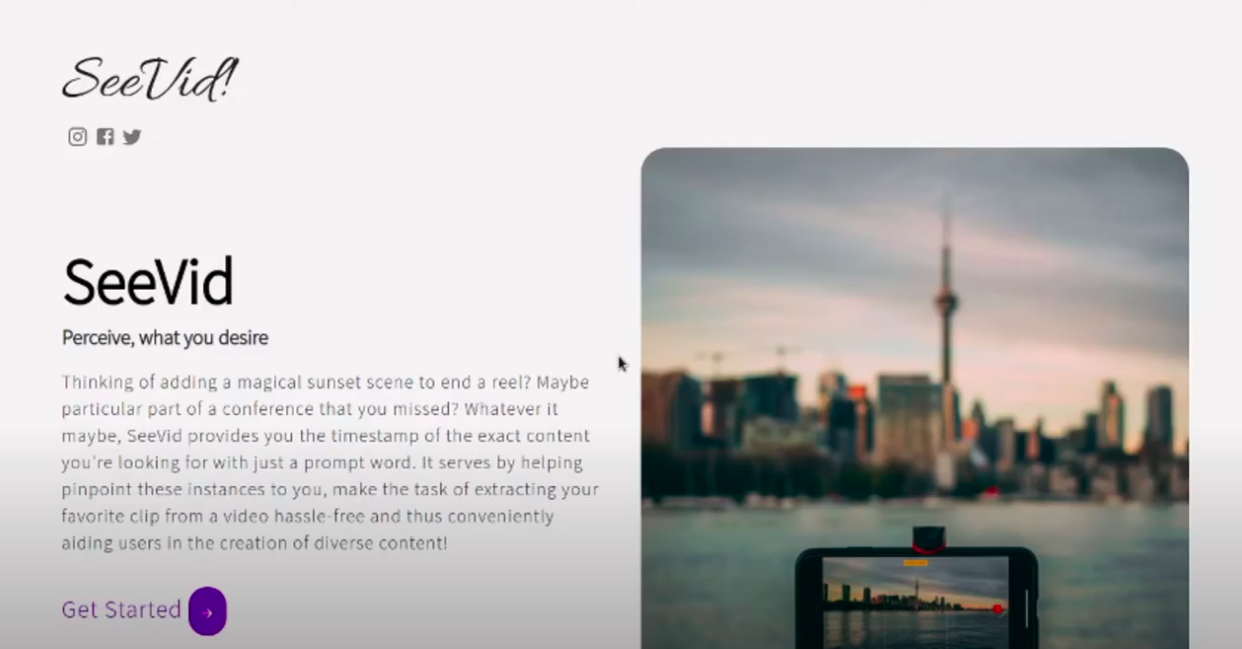 SeeVid!
SeeVid
Perceive, what you desire
Thinking of adding a magical sunset scene to end a reel? Maybe
particular part of a conference that you missed? Whatever it
maybe, SeeVid provides you the timestamp of the exact content
you're looking for with just a prompt word. It serves by helping
pinpoint these instances to you, make the task of extracting your
favorite clip from a video hassle-free and thus conveniently
aiding users in the creation of diverse content!
Get Started →